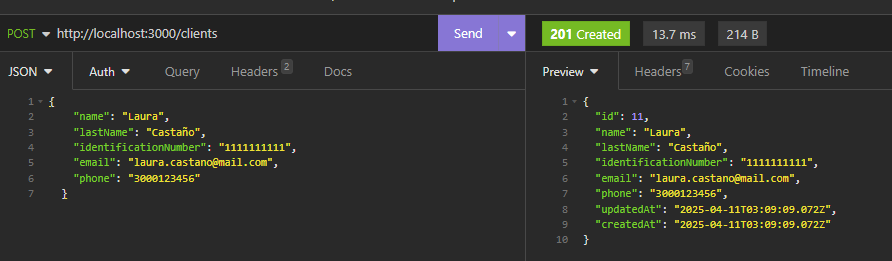 POST http://localhost:3000/clients Send 201 Created 13.7 ms 214 B
JSON Auth Query Headers 2 Docs
Preview Headers 7 Cookies Timeline
1 {
2 "name": "Laura",
3 "lastName": "Castaño",
4 "identificationNumber": "1111111111",
5 "email": "laura.castano@mail.com",
6 "phone": "3000123456"
7 }
1 {
2 "id": 11,
3 "name": "Laura",
4 "lastName": "Castaño",
5 "identificationNumber": "1111111111",
6 "email": "laura.castano@mail.com",
7 "phone": "3000123456",
8 "updatedAt": "2025-04-11T03:09:09.072Z",
9 "createdAt": "2025-04-11T03:09:09.072Z"
10 }